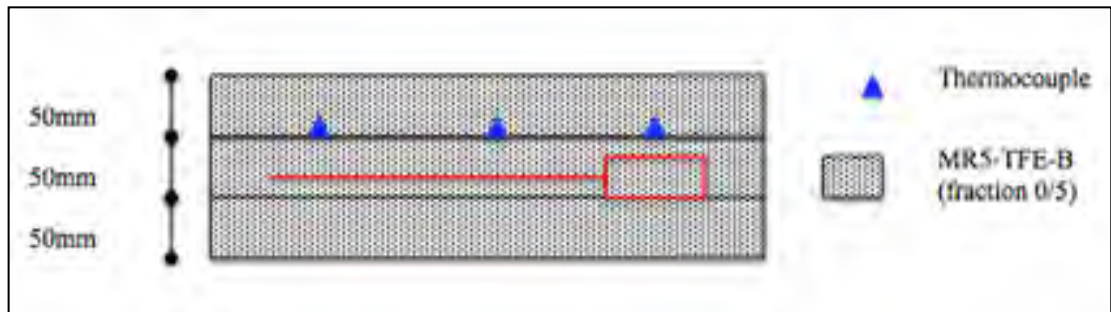 50mm
50mm
50mm
Thermocouple
MR5-TFE-B
(fraction 0/5)